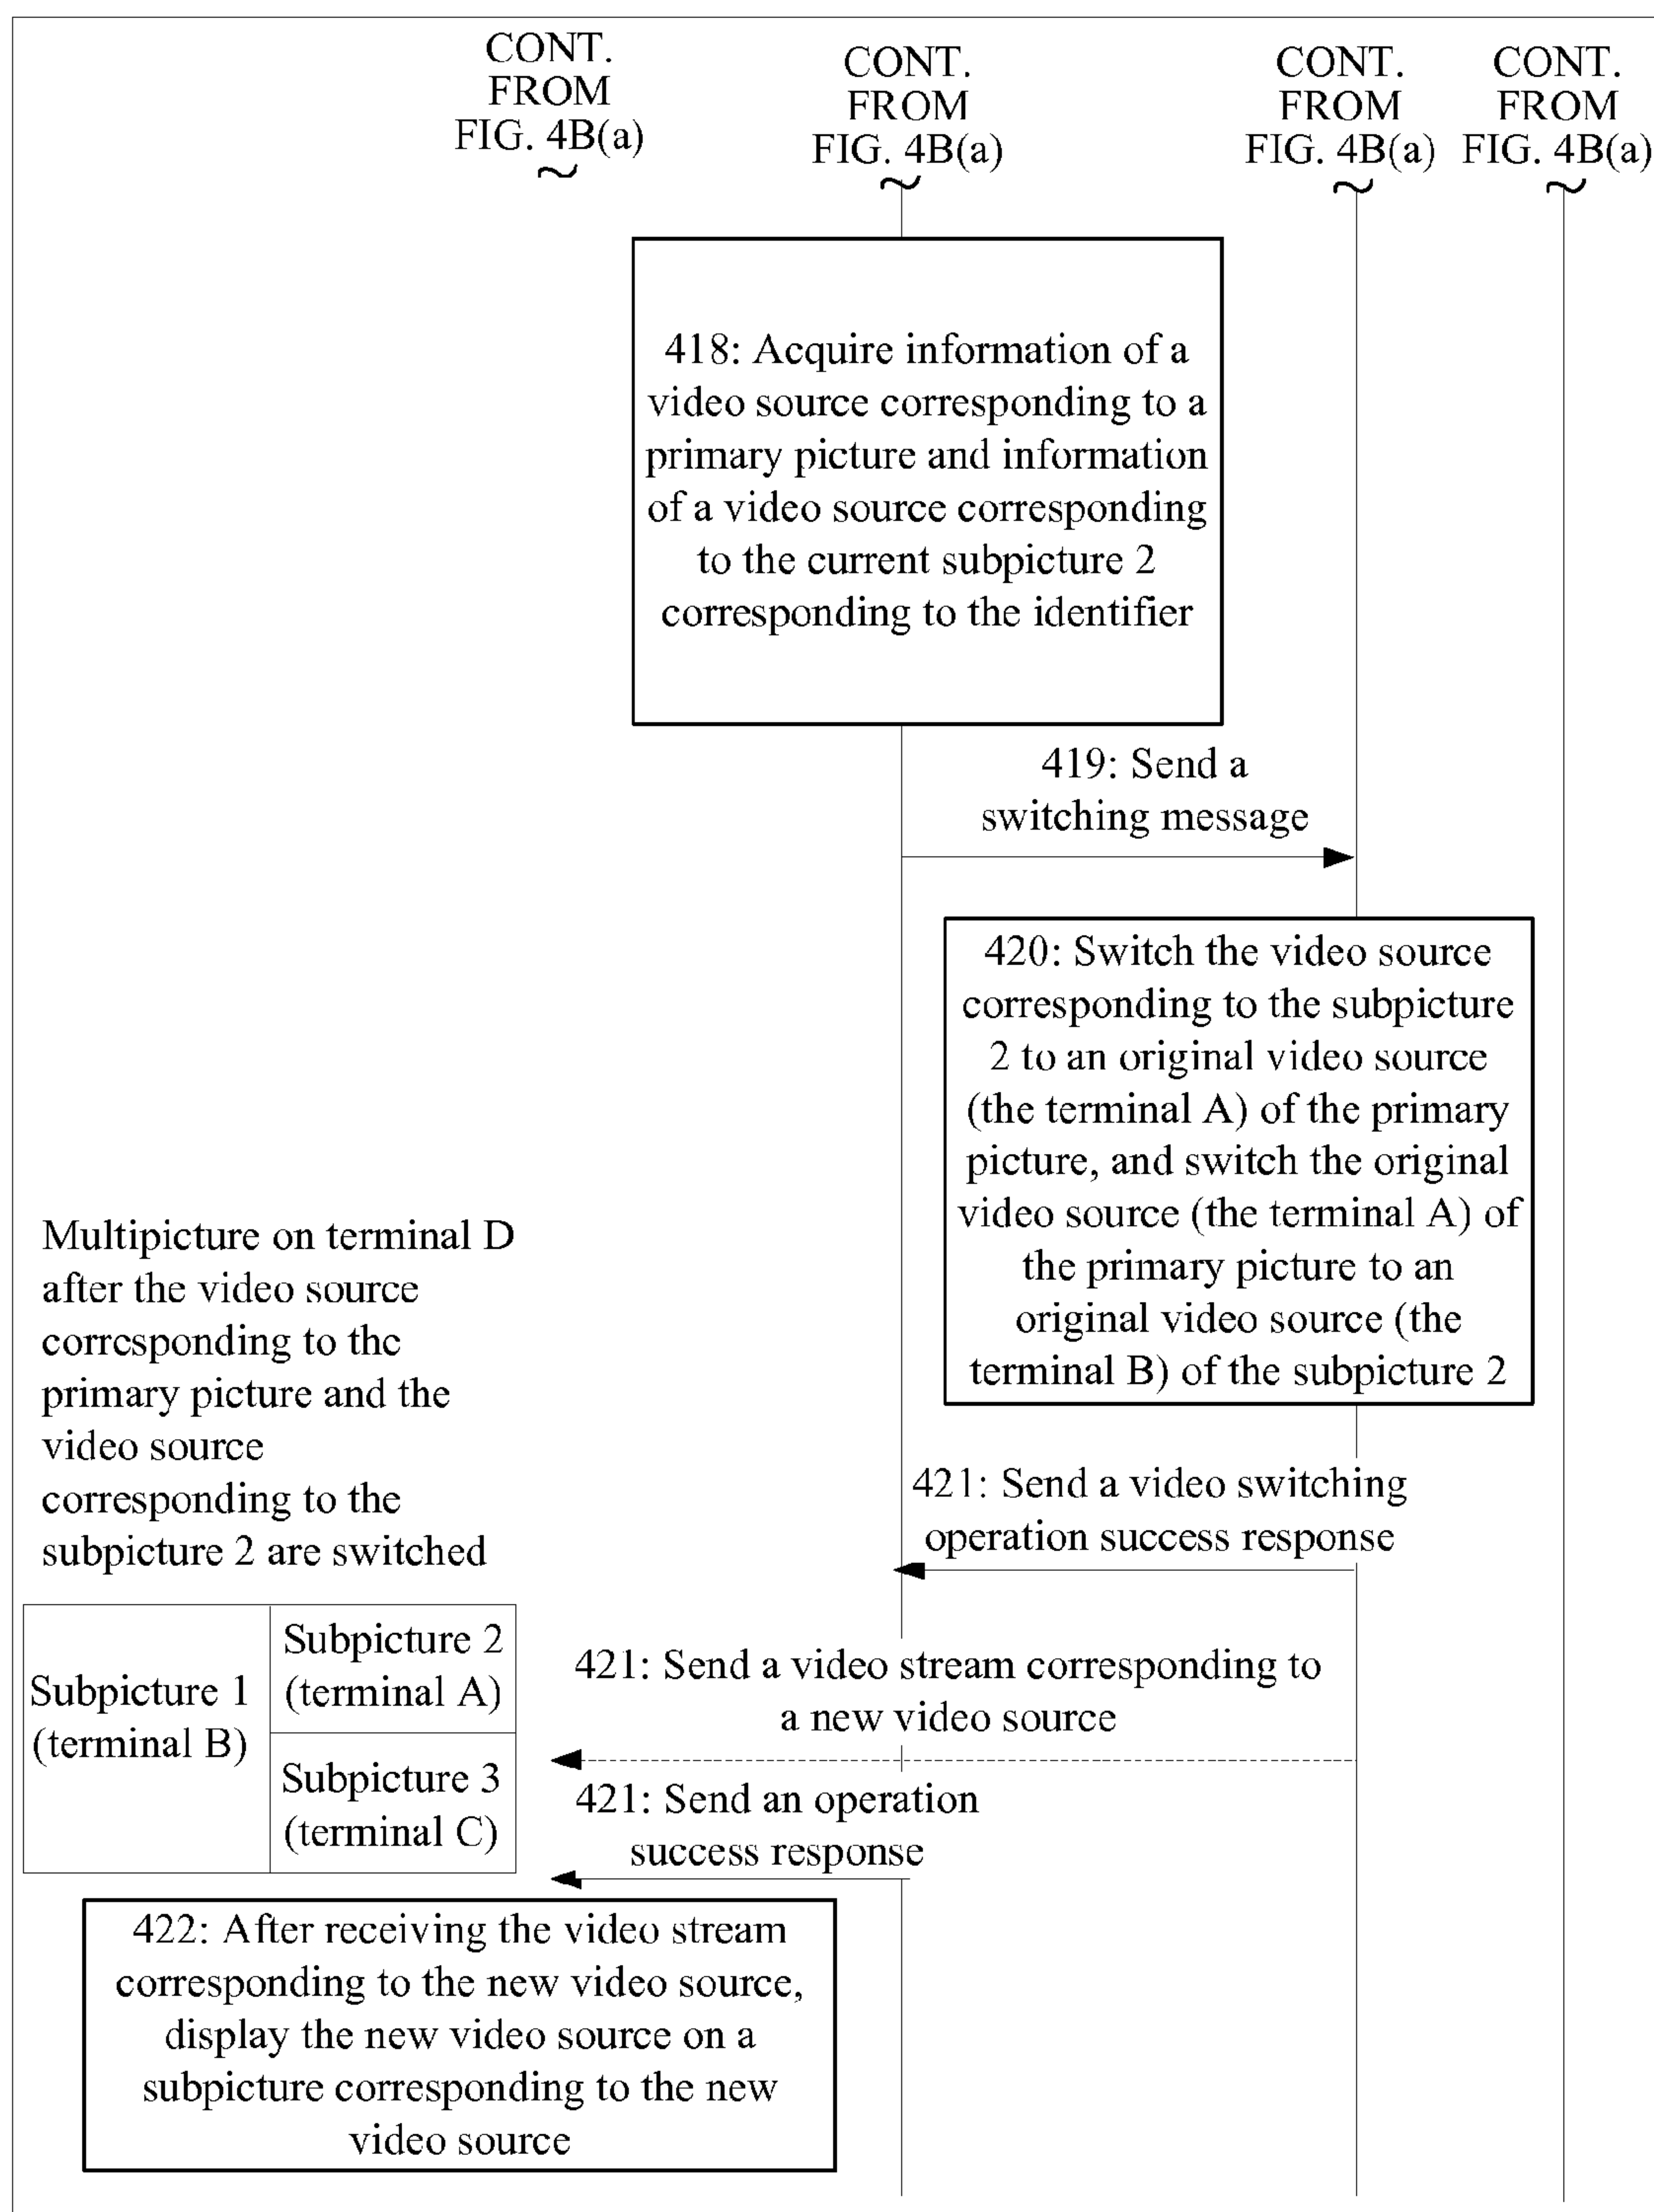 CONT.
FROM
FIG. 4B(a)
CONT.
FROM
FIG. 4B(a)
CONT.
FROM
FIG. 4B(a)
CONT.
FROM
FIG. 4B(a)
418: Acquire information of a
video source corresponding to a
primary picture and information
of a video source corresponding
to the current subpicture 2
corresponding to the identifier
419: Send a
switching message
420: Switch the video source
corresponding to the subpicture
2 to an original video source
(the terminal A) of the primary
picture, and switch the original
video source (the terminal A) of
the primary picture to an
original video source (the
terminal B) of the subpicture 2
Multipicture on terminal D
after the video source
corresponding to the
primary picture and the
video source
corresponding to the
subpicture 2 are switched
421: Send a video switching
operation success response
Subpicture 1
(terminal B)
Subpicture 2
(terminal A)
Subpicture 3
(terminal C)
421: Send a video stream corresponding to
a new video source
421: Send an operation
success response
422: After receiving the video stream
corresponding to the new video source,
display the new video source on a
subpicture corresponding to the new
video source